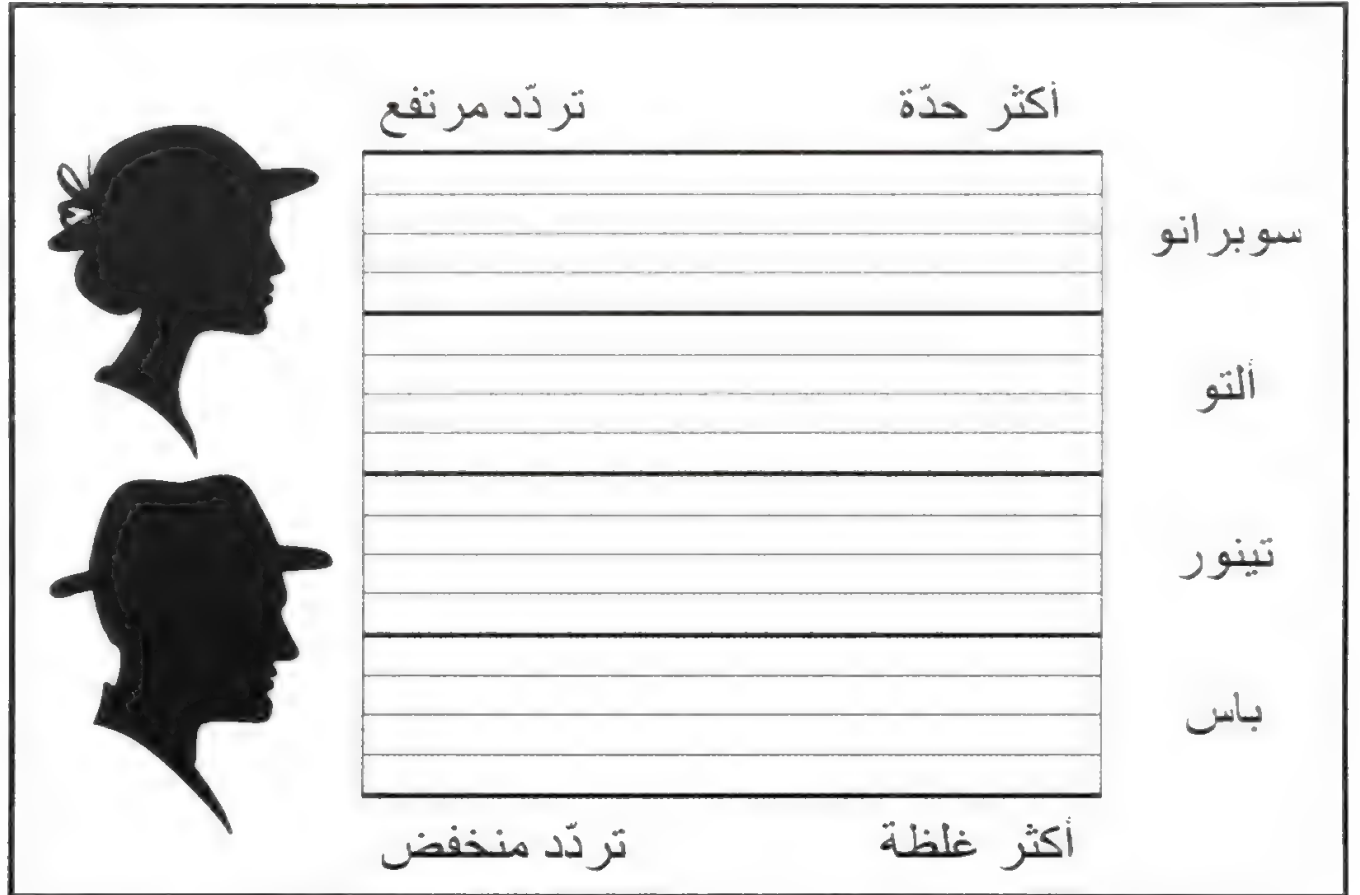 أكثر حدّة تردّد مرتفع
سوبرانو
ألتو
تينور
باس
أكثر غلظة تردّد منخفض